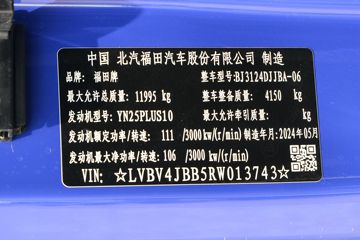 中国 北汽福田汽车股份有限公司 制造
品牌: 福田牌 整车型号:BJ3124DJJBA-06
最大允许总质量: 11995 kg 整车整备质量: 4150 kg
发动机型号:YN25PLUS10 最大允许牵引质量: kg
发动机额定功率/转速: 111 /3000kw(r/min) 制造年月:2024年05月
发动机最大净功率/转速: 106 /3000kw(r/min)
VIN: ☆LVBV4JBB5RW013743☆